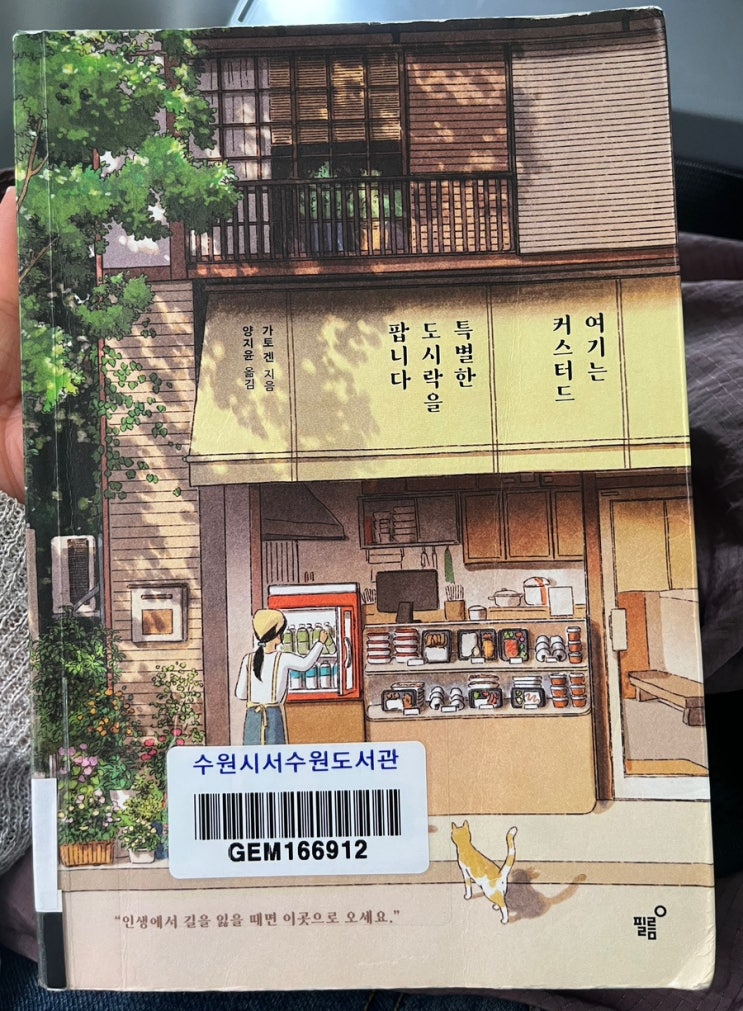 여기는
커스터드
특별한
도시락을
팝니다
가토 겐 지음
양지윤 옮김
수원시서수원도서관
GEM166912
“인생에서 길을 잃을 때면 이곳으로 오세요.”
필름